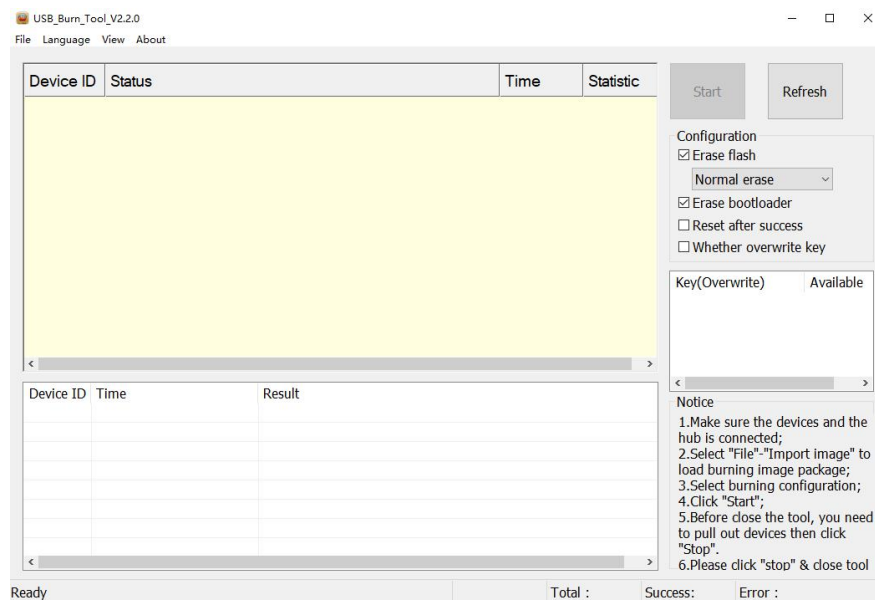 USB_Burn_Tool_V2.2.0
File Language View About
Device ID Status Time Statistic
Start Refresh
Configuration
Erase flash
Normal erase
Erase bootloader
Reset after success
Whether overwrite key
Key(Overwrite) Available
Device ID Time Result
Notice
1.Make sure the devices and the
hub is connected;
2.Select "File"-"Import image" to
load burning image package;
3.Select burning configuration;
4.Click "Start";
5.Before close the tool, you need
to pull out devices then click
"Stop".
6.Please click "stop" & close tool
Ready Total : Success: Error :